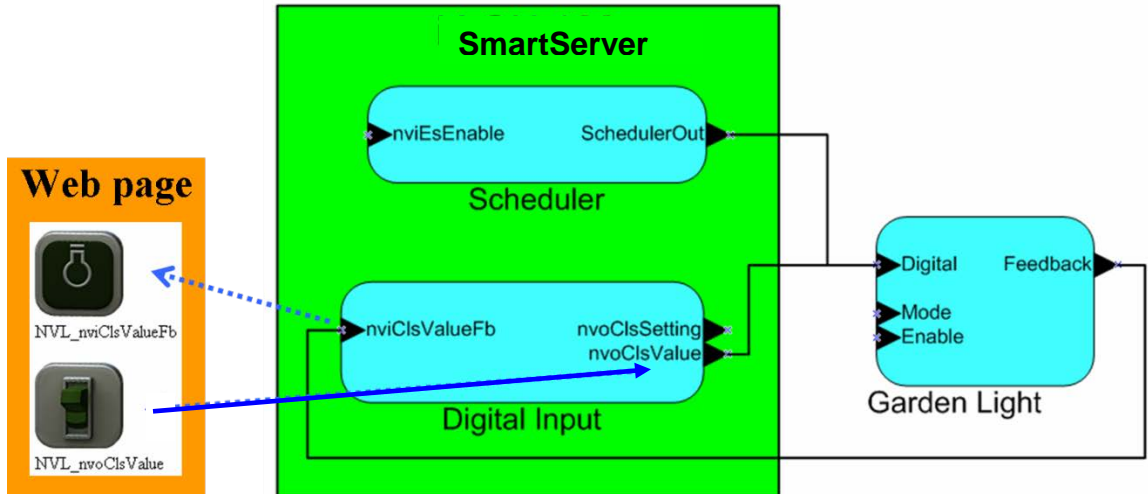 SmartServer
nviEsEnable
SchedulerOut
Scheduler
Web page
NVL_nviClsValueFb
NVL_nvoClsValue
nviClsValueFb
nvoClsSetting
nvoClsValue
Digital Input
Digital
Feedback
Mode
Enable
Garden Light